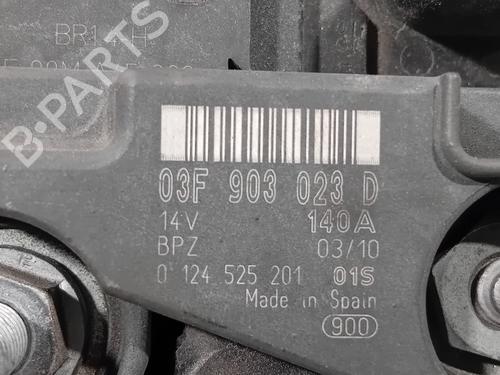 B-PARTS
03F 903 023 D
14V 140A
BPZ 03/10
0 124 525 201 01S
Made in Spain
900